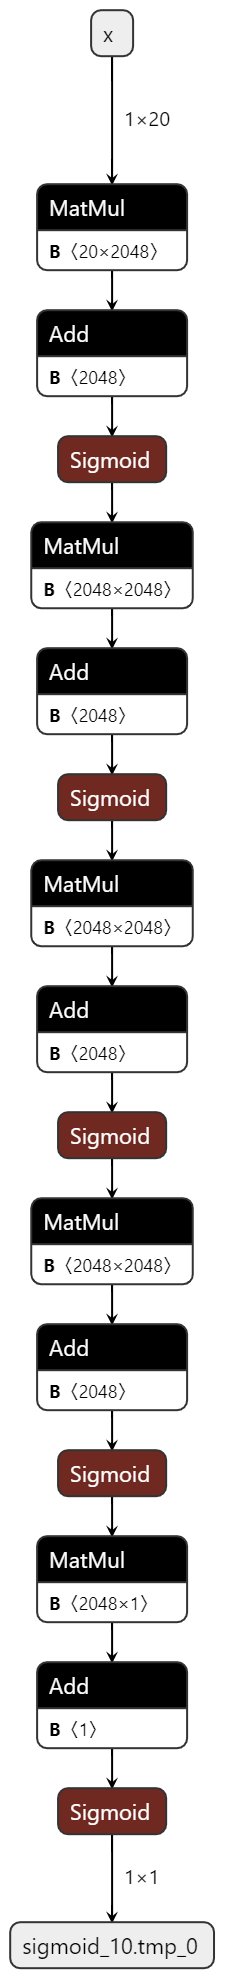 x
1×20
MatMul
B〈20×2048〉
Add
B〈2048〉
Sigmoid
MatMul
B〈2048×2048〉
Add
B〈2048〉
Sigmoid
MatMul
B〈2048×2048〉
Add
B〈2048〉
Sigmoid
MatMul
B〈2048×2048〉
Add
B〈2048〉
Sigmoid
MatMul
B〈2048×1〉
Add
B〈1〉
Sigmoid
1×1
sigmoid_10.tmp_0